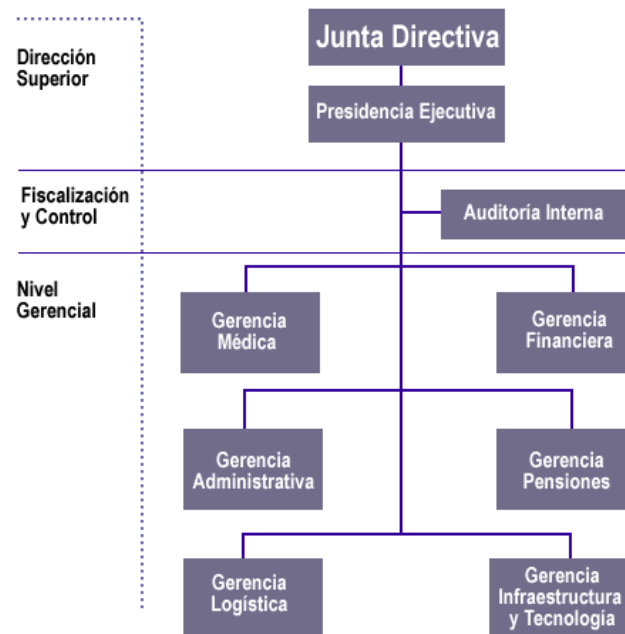 Junta Directiva
Dirección
Superior
Presidencia Ejecutiva
Fiscalización
y Control
Auditoría Interna
Nivel
Gerencial
Gerencia
Médica
Gerencia
Financiera
Gerencia
Administrativa
Gerencia
Pensiones
Gerencia
Logística
Gerencia
Infraestructura
y Tecnología